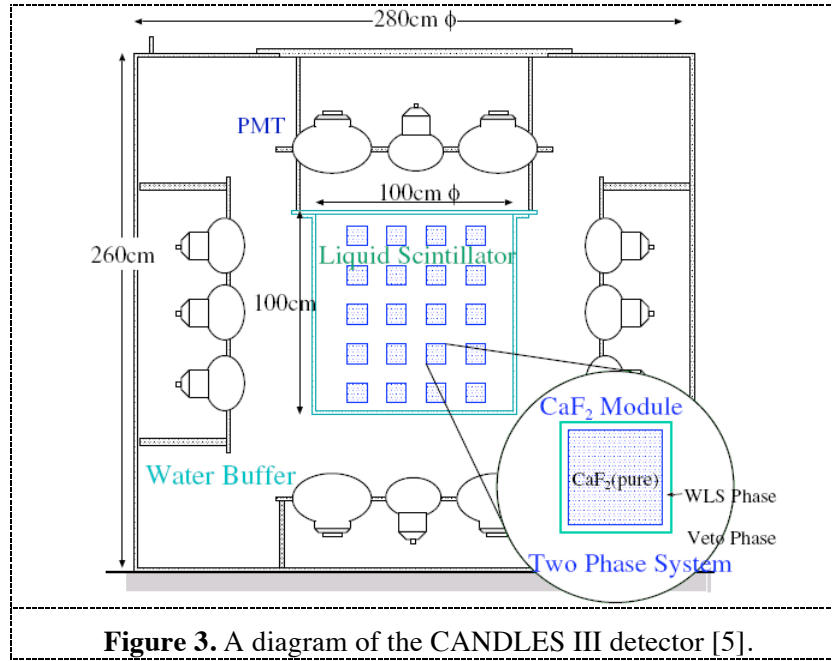 280cm ϕ
PMT
100cm ϕ
260cm
Liquid Scintillator
100cm
CaF₂ Module
Water Buffer
CaF₂(pure)
WLS Phase
Veto Phase
Two Phase System
Figure 3. A diagram of the CANDLES III detector [5].